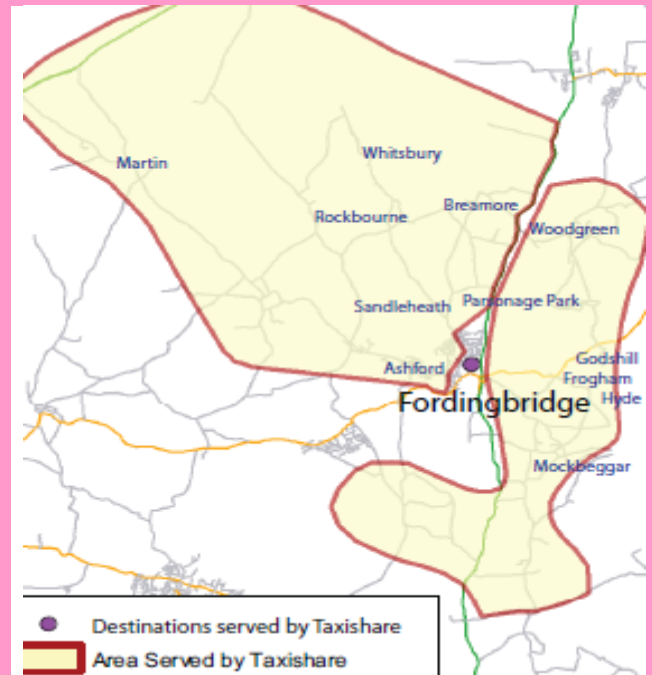 Whitsbury
Martin
Breamore
Rockbourne
Woodgreen
Sandleheath
Parsonage Park
Godshill
Ashford
Frogham
Fordingbridge
Hyde
Mockbeggar
Destinations served by Taxishare
Area Served by Taxishare